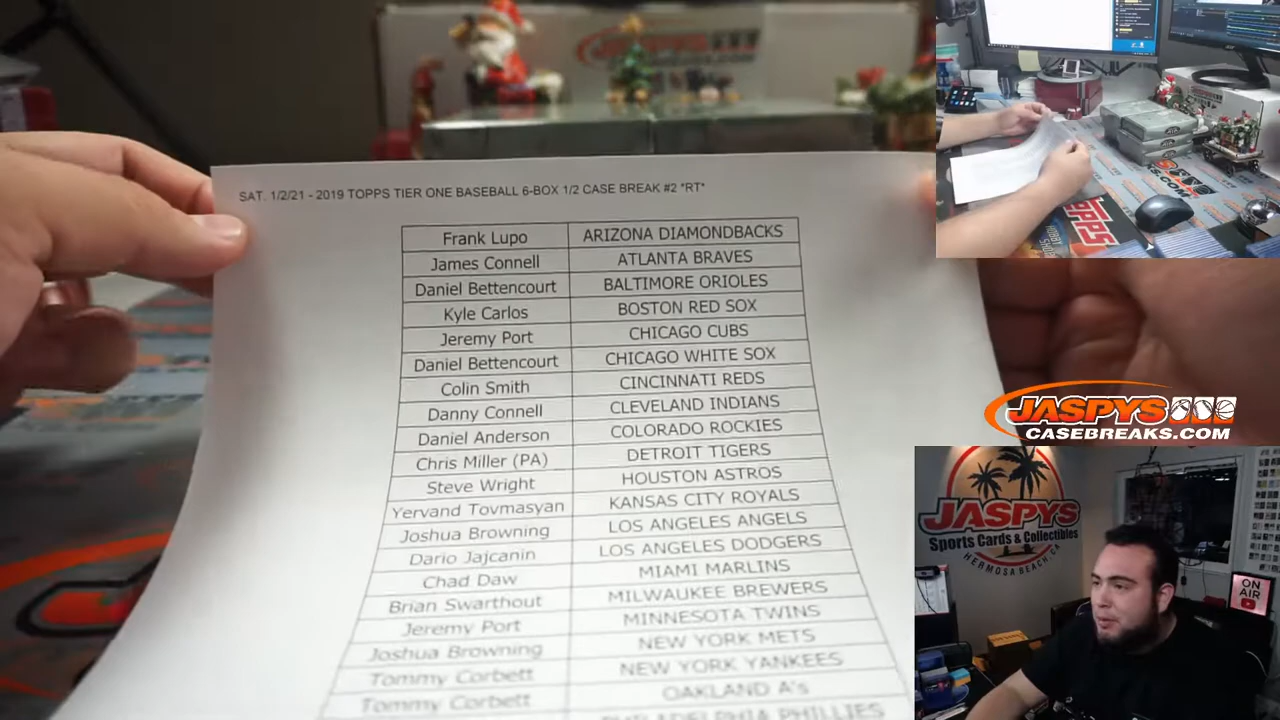 SAT. 1/2/21 - 2019 TOPPS TIER ONE BASEBALL 6-BOX 1/2 CASE BREAK #2 *RT*
Frank Lupo ARIZONA DIAMONDBACKS
James Connell ATLANTA BRAVES
Daniel Bettencourt BALTIMORE ORIOLES
Kyle Carlos BOSTON RED SOX
Jeremy Port CHICAGO CUBS
Daniel Bettencourt CHICAGO WHITE SOX
Colin Smith CINCINNATI REDS
Danny Connell CLEVELAND INDIANS
Daniel Anderson COLORADO ROCKIES
Chris Miller (PA) DETROIT TIGERS
Steve Wright HOUSTON ASTROS
Yervand Tovmasyan KANSAS CITY ROYALS
Joshua Browning LOS ANGELES ANGELS
Dario Jajcanin LOS ANGELES DODGERS
Chad Daw MIAMI MARLINS
Brian Swarthout MILWAUKEE BREWERS
Jeremy Port MINNESOTA TWINS
Joshua Browning NEW YORK METS
Tommy Corbett NEW YORK YANKEES
Tommy Corbett OAKLAND A's
PHILADELPHIA PHILLIES
JASPYS
CASEBREAKS.COM
JASPYS
Sports Cards & Collectibles
HERMOSA BEACH, CA
ON
AIR
TOPPS
HOBBY
SHOP
JASPYS